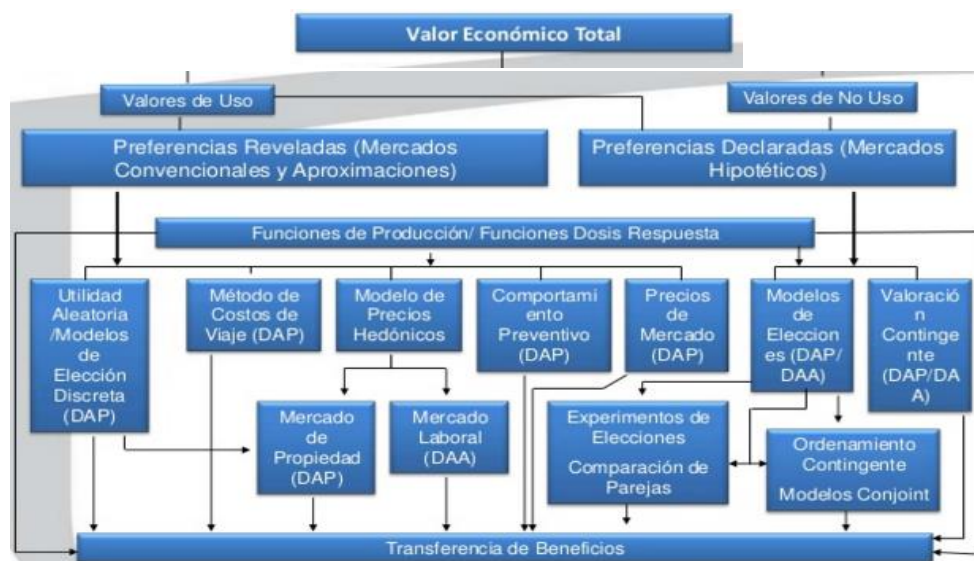 Valor Económico Total
Valores de Uso
Valores de No Uso
Preferencias Reveladas (Mercados
Convencionales y Aproximaciones)
Preferencias Declaradas (Mercados
Hipotéticos)
Funciones de Producción/ Funciones Dosis Respuesta
Utilidad
Aleatoria
/Modelos
de
Elección
Discreta
(DAP)
Método de
Costos de
Viaje (DAP)
Modelo de
Precios
Hedónicos
Comportami
ento
Preventivo
(DAP)
Precios
de
Mercado
(DAP)
Modelos
de
Eleccion
es (DAP/
DAA)
Valoració
n
Continge
nte
(DAP/DA
A)
Mercado
de
Propiedad
(DAP)
Mercado
Laboral
(DAA)
Experimentos de
Elecciones
Comparación de
Parejas
Ordenamiento
Contingente
Modelos Conjoint
Transferencia de Beneficios